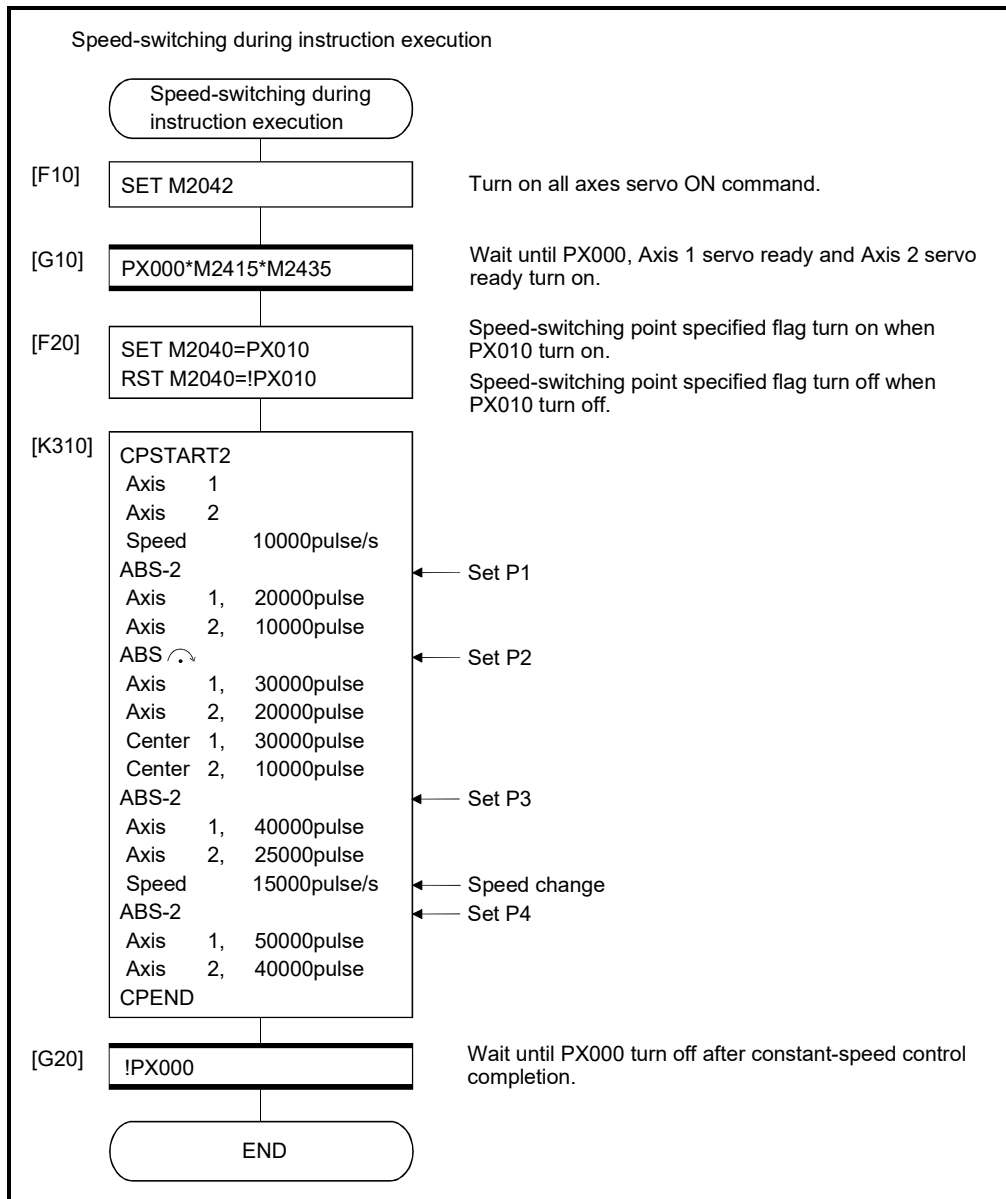 Speed-switching during instruction execution
Speed-switching during
instruction execution
[F10]
SET M2042
Turn on all axes servo ON command.
[G10]
PX000*M2415*M2435
Wait until PX000, Axis 1 servo ready and Axis 2 servo
ready turn on.
[F20]
SET M2040=PX010
RST M2040=!PX010
Speed-switching point specified flag turn on when
PX010 turn on.
Speed-switching point specified flag turn off when
PX010 turn off.
[K310]
CPSTART2
Axis 1
Axis 2
Speed 10000pulse/s
ABS-2 Set P1
Axis 1, 20000pulse
Axis 2, 10000pulse
ABS Set P2
Axis 1, 30000pulse
Axis 2, 20000pulse
Center 1, 30000pulse
Center 2, 10000pulse
ABS-2 Set P3
Axis 1, 40000pulse
Axis 2, 25000pulse
Speed 15000pulse/s Speed change
ABS-2 Set P4
Axis 1, 50000pulse
Axis 2, 40000pulse
CPEND
[G20]
!PX000
Wait until PX000 turn off after constant-speed control
completion.
END